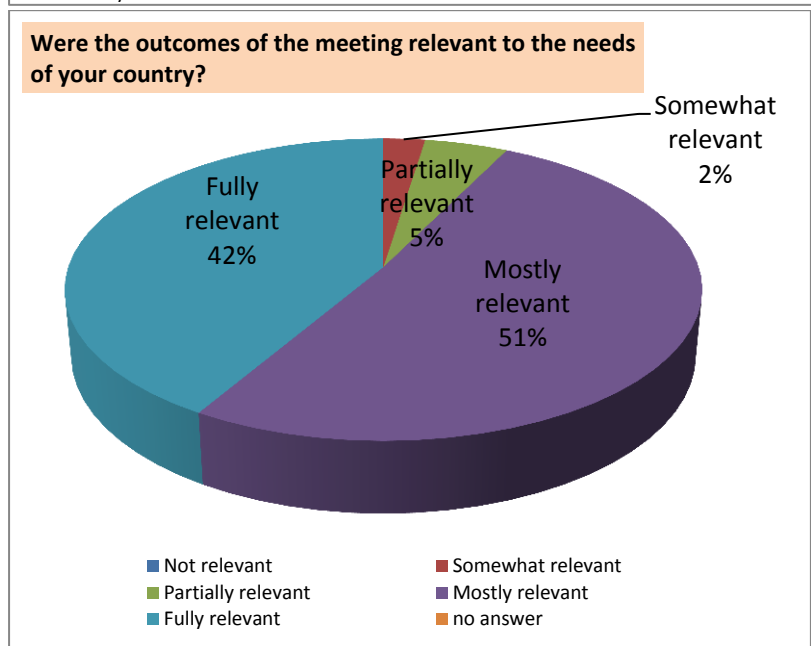 Were the outcomes of the meeting relevant to the needs
of your country?
Somewhat
relevant
2%
Partially
relevant
5%
Fully
relevant
42%
Mostly
relevant
51%
Not relevant
Somewhat relevant
Partially relevant
Mostly relevant
Fully relevant
no answer